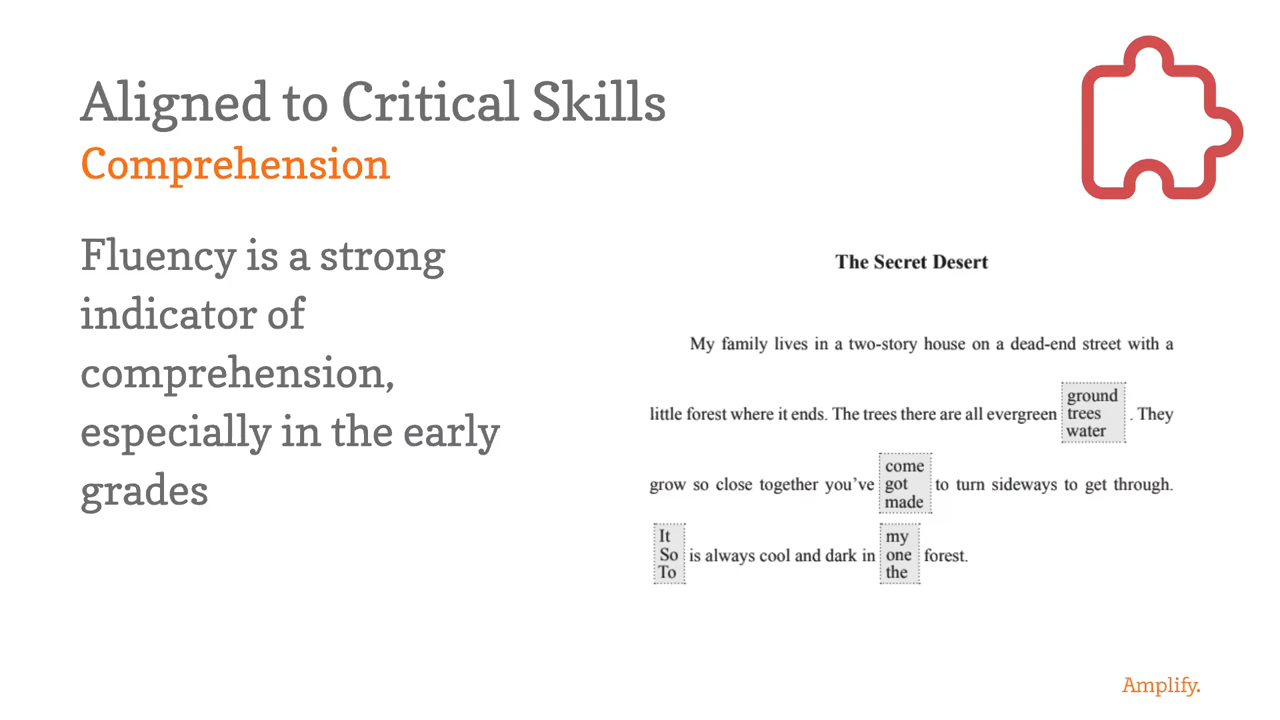 Aligned to Critical Skills
Comprehension
Fluency is a strong
indicator of
comprehension,
especially in the early
grades
The Secret Desert
My family lives in a two-story house on a dead-end street with a
little forest where it ends. The trees there are all evergreen
ground
trees
water
. They
grow so close together you've
come
got
made
to turn sideways to get through.
It
So
To
is always cool and dark in
my
one
the
forest.
Amplify.